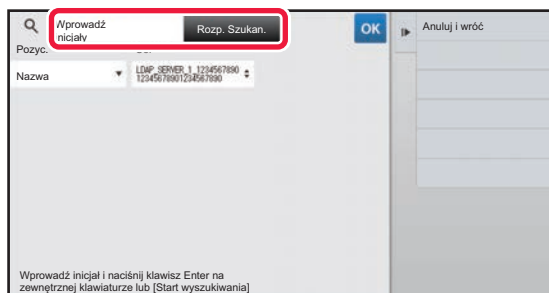 Wprowadź
nicjały
Rozp. Szukan.
OK
Anuluj i wróć
Pozyc.
Nazwa
LDAP_SERVER_1_1234567890
12345678901234567890
Wprowadź inicjał i naciśnij klawisz Enter na
zewnętrznej klawiaturze lub [Start wyszukiwania]